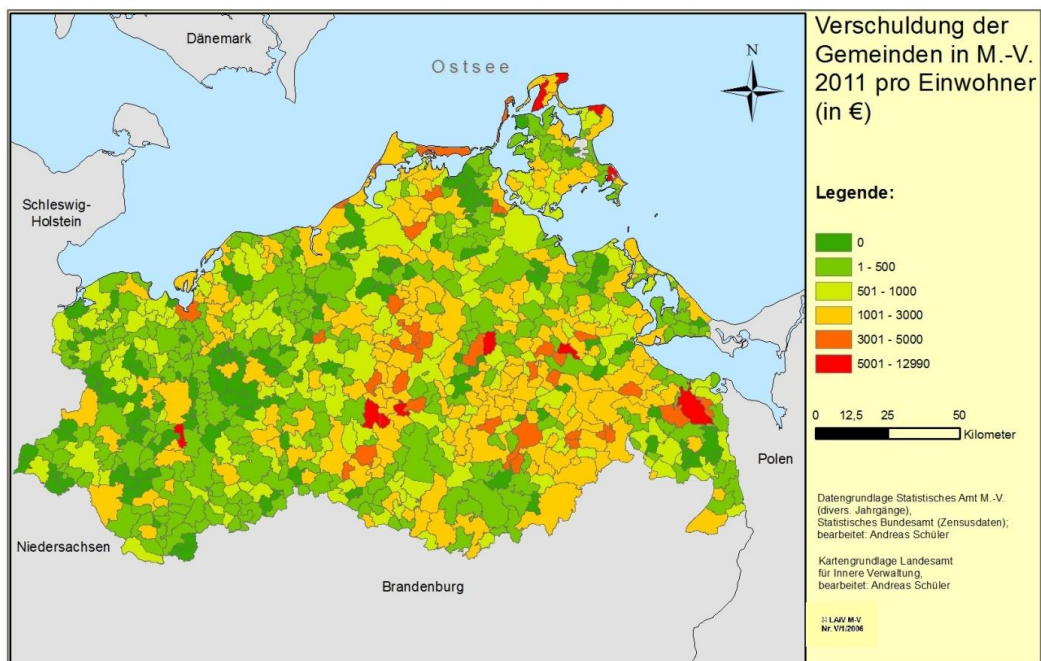 Verschuldung der
Gemeinden in M.-V.
2011 pro Einwohner
(in €)
Dänemark
Ostsee
N
Schleswig-
Holstein
Niedersachsen
Brandenburg
Polen
Legende:
0
1 - 500
501 - 1000
1001 - 3000
3001 - 5000
5001 - 12990
0 12,5 25 50
Kilometer
Datengrundlage Statistisches Amt M.-V.
(divers. Jahrgänge),
Statistisches Bundesamt (Zensusdaten);
bearbeitet: Andreas Schüler
Kartengrundlage Landesamt
für Innere Verwaltung,
bearbeitet: Andreas Schüler
LAiV M-V
Nr. V/1/2006